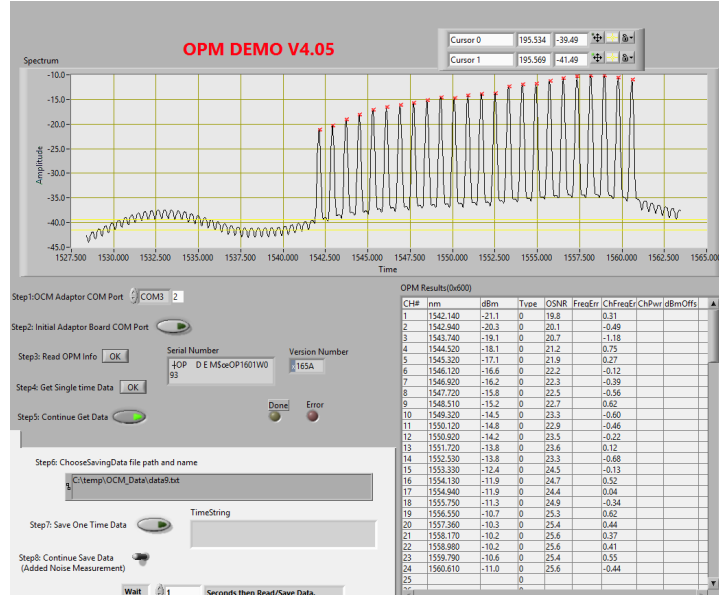 OPM DEMO V4.05
Cursor 0 195.534 -39.49
Cursor 1 195.569 -41.49
Spectrum
-10.0-
-15.0-
-20.0-
-25.0-
-30.0-
-35.0-
-40.0-
-45.0-
Amplitude
1527.500 1530.000 1532.500 1535.000 1537.500 1540.000 1542.500 1545.000 1547.500 1550.000 1552.500 1555.000 1557.500 1560.000 1562.500 1565.000
Time
Step1:OCM Adaptor COM Port COM3 2
Step2: Initial Adaptor Board COM Port
Step3: Read OPM Info OK
Serial Number
OP D E M$œOP1601W0
93
Version Number
165A
Step4: Get Single time Data OK
Step5: Continue Get Data
Done Error
Step6: ChooseSavingData file path and name
C:\temp\OCM_Data\data9.txt
Step7: Save One Time Data
TimeString
Step8: Continue Save Data
(Added Noise Measurement)
Wait 1 Seconds then Read/Save Data.
OPM Results(0x600)
CH# nm dBm Type OSNR FreqErr ChFreqEr ChPwr dBmOffs
1 1542.140 -21.1 0 19.8 0.31
2 1542.940 -20.3 0 20.1 -0.49
3 1543.740 -19.1 0 20.7 -1.18
4 1544.520 -18.1 0 21.2 0.75
5 1545.320 -17.1 0 21.9 0.27
6 1546.120 -16.6 0 22.2 -0.12
7 1546.920 -16.2 0 22.3 -0.39
8 1547.720 -15.8 0 22.5 -0.56
9 1548.510 -15.2 0 22.7 0.62
10 1549.320 -14.5 0 23.3 -0.60
11 1550.120 -14.8 0 22.9 -0.46
12 1550.920 -14.2 0 23.5 -0.22
13 1551.720 -13.8 0 23.6 0.12
14 1552.530 -13.8 0 23.3 -0.68
15 1553.330 -12.4 0 24.5 -0.13
16 1554.130 -11.9 0 24.7 0.52
17 1554.940 -11.9 0 24.4 0.04
18 1555.750 -11.3 0 24.9 -0.34
19 1556.550 -10.7 0 25.3 0.62
20 1557.360 -10.3 0 25.4 0.44
21 1558.170 -10.2 0 25.6 0.37
22 1558.980 -10.2 0 25.6 0.41
23 1559.790 -10.6 0 25.4 0.55
24 1560.610 -11.0 0 25.6 -0.44
25 0